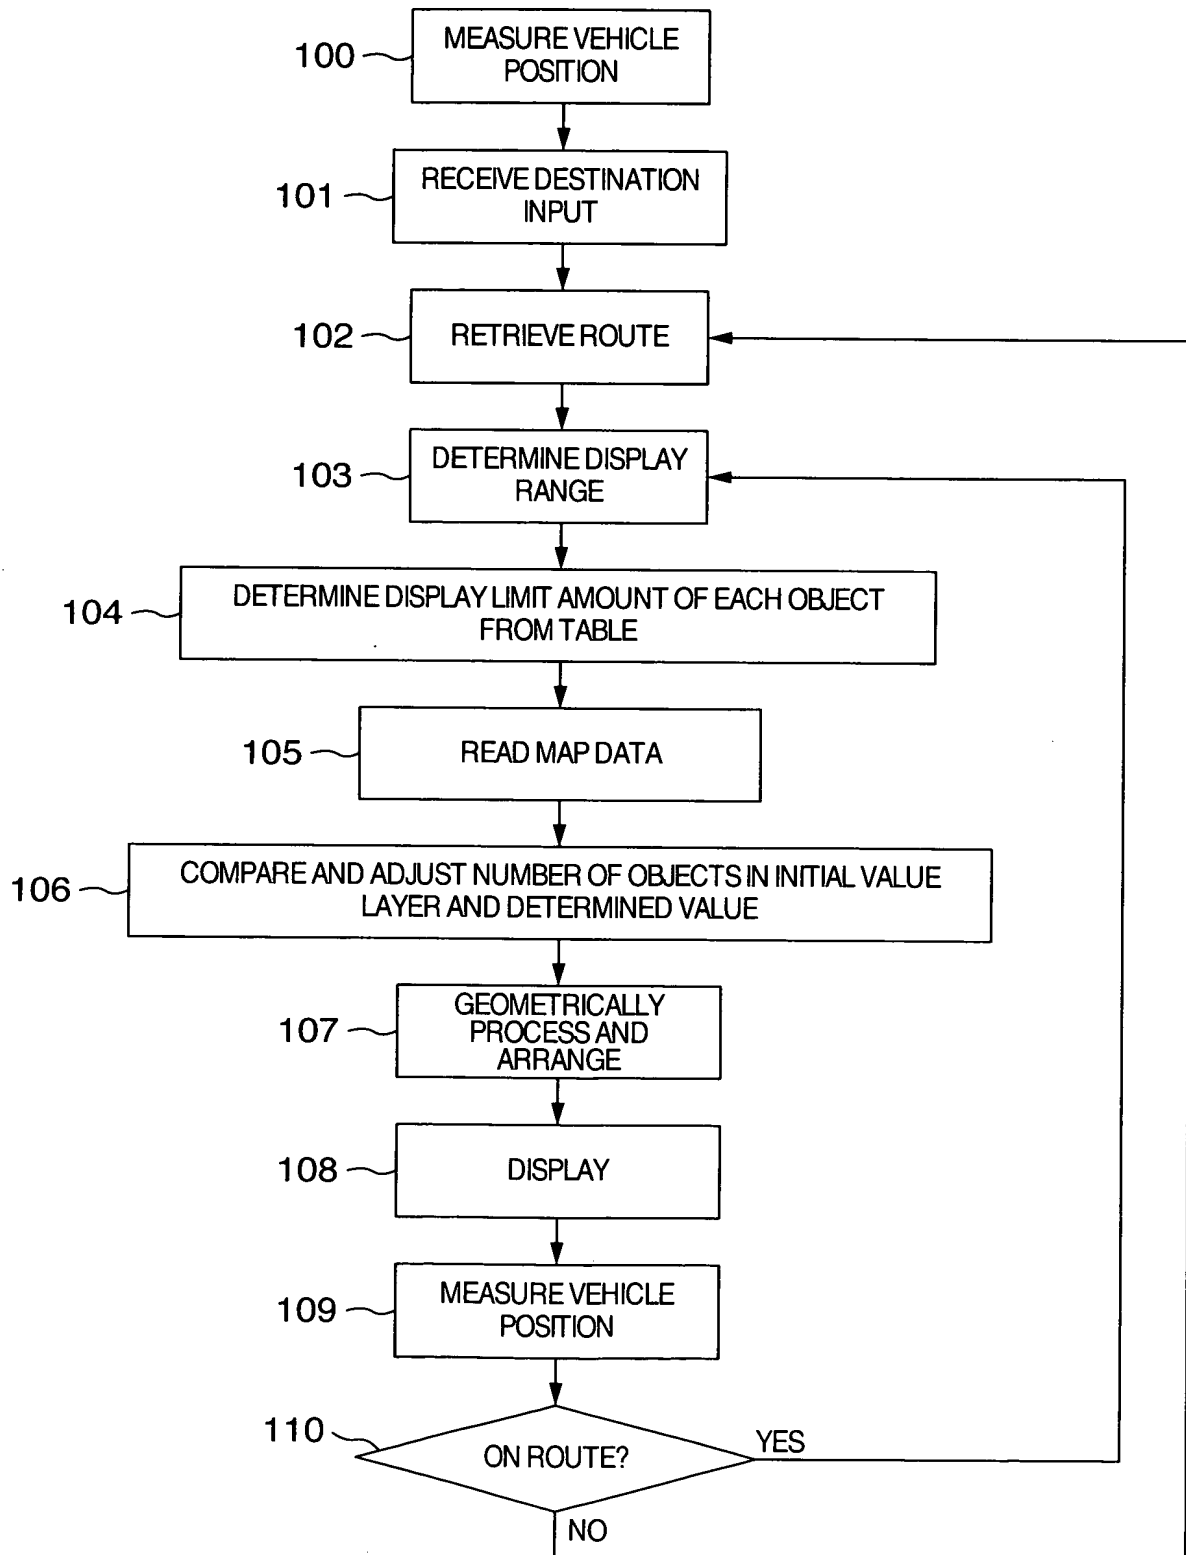 100
MEASURE VEHICLE
POSITION
101
RECEIVE DESTINATION
INPUT
102
RETRIEVE ROUTE
103
DETERMINE DISPLAY
RANGE
104
DETERMINE DISPLAY LIMIT AMOUNT OF EACH OBJECT
FROM TABLE
105
READ MAP DATA
106
COMPARE AND ADJUST NUMBER OF OBJECTS IN INITIAL VALUE
LAYER AND DETERMINED VALUE
107
GEOMETRICALLY
PROCESS AND
ARRANGE
108
DISPLAY
109
MEASURE VEHICLE
POSITION
110
ON ROUTE?
YES
NO